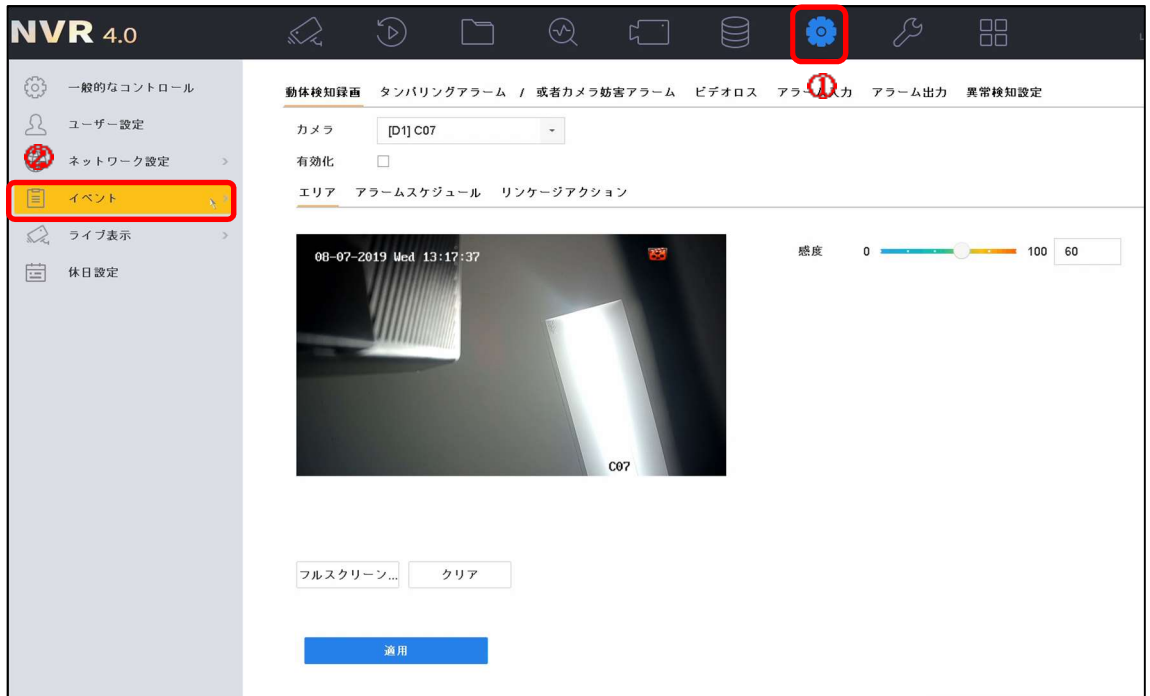 NVR 4.0
①
一般的なコントロール
ユーザー設定
② ネットワーク設定
イベント
ライブ表示
休日設定
動体検知録画 タンパリングアラーム / 或者カメラ妨害アラーム ビデオロス アラーム入力 アラーム出力 異常検知設定
カメラ [D1] C07
有効化
エリア アラームスケジュール リンケージアクション
08-07-2019 Wed 13:17:37
C07
感度 0 100 60
フルスクリーン... クリア
適用